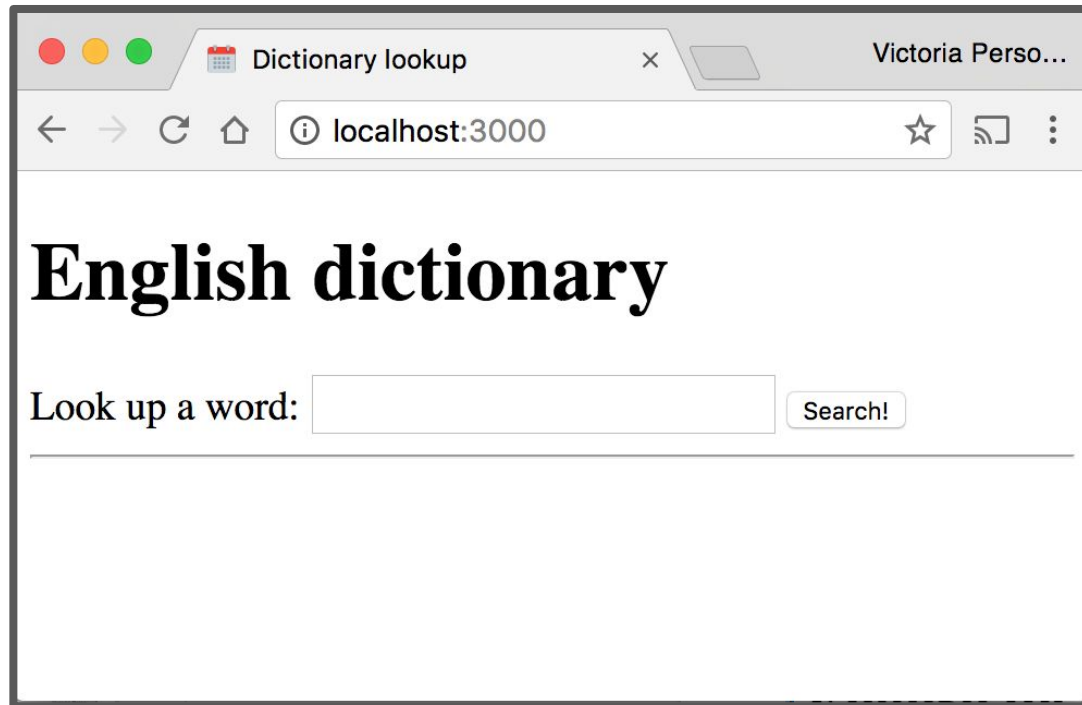 Dictionary lookup
Victoria Perso...
localhost:3000
English dictionary
Look up a word:
Search!